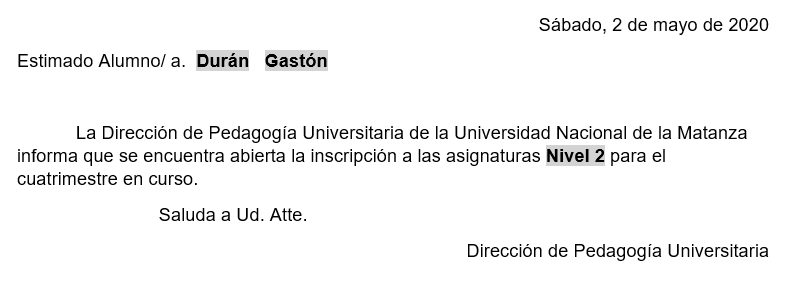 Sábado, 2 de mayo de 2020
Estimado Alumno/ a. Durán Gastón
La Dirección de Pedagogía Universitaria de la Universidad Nacional de la Matanza
informa que se encuentra abierta la inscripción a las asignaturas Nivel 2 para el
cuatrimestre en curso.
Saluda a Ud. Atte.
Dirección de Pedagogía Universitaria